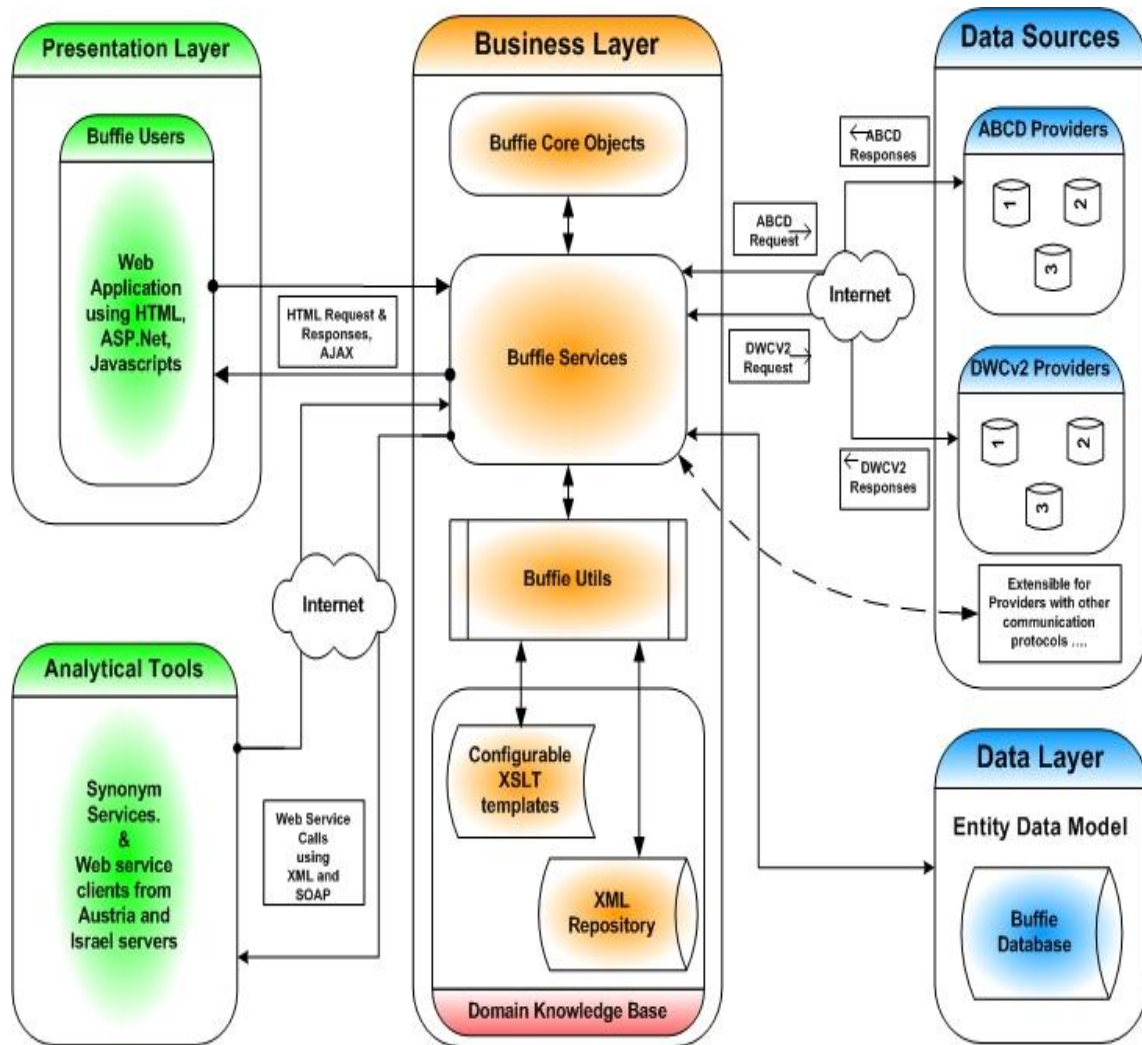 Presentation Layer
Buffie Users
Web
Application
using HTML,
ASP.Net,
Javascripts
HTML Request &
Responses,
AJAX
Analytical Tools
Synonym
Services.
&
Web service
clients from
Austria and
Israel servers
Internet
Web Service
Calls
using
XML and
SOAP
Business Layer
Buffie Core Objects
Buffie Services
Buffie Utils
Configurable
XSLT
templates
XML
Repository
Domain Knowledge Base
ABCD
Request
DWCV2
Request
Internet
ABCD
Responses
DWCV2
Responses
Data Sources
ABCD Providers
1
2
3
DWCv2 Providers
1
2
3
Extensible for
Providers with other
communication
protocols ....
Data Layer
Entity Data Model
Buffie
Database